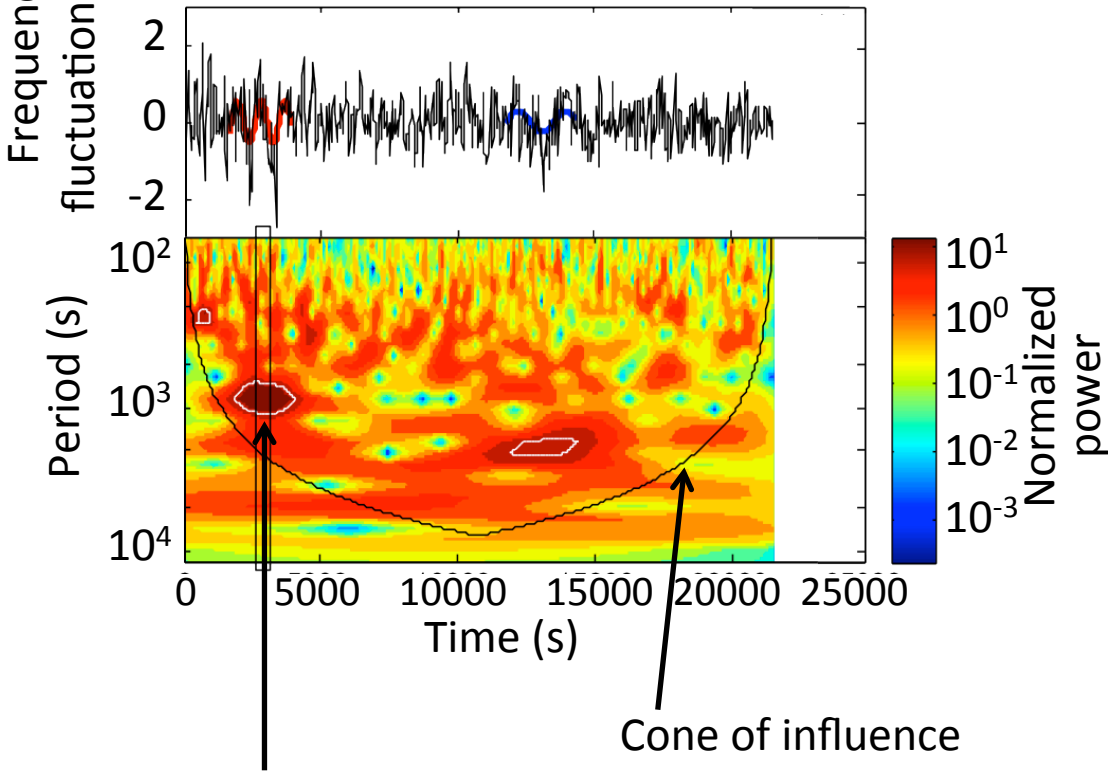 fluctuation
2
0
-2
Period (s)
10²
10³
10⁴
0 5000 10000 15000 20000 25000
Time (s)
10¹
10⁰
10⁻¹
10⁻²
10⁻³
Normalized
power
Cone of influence